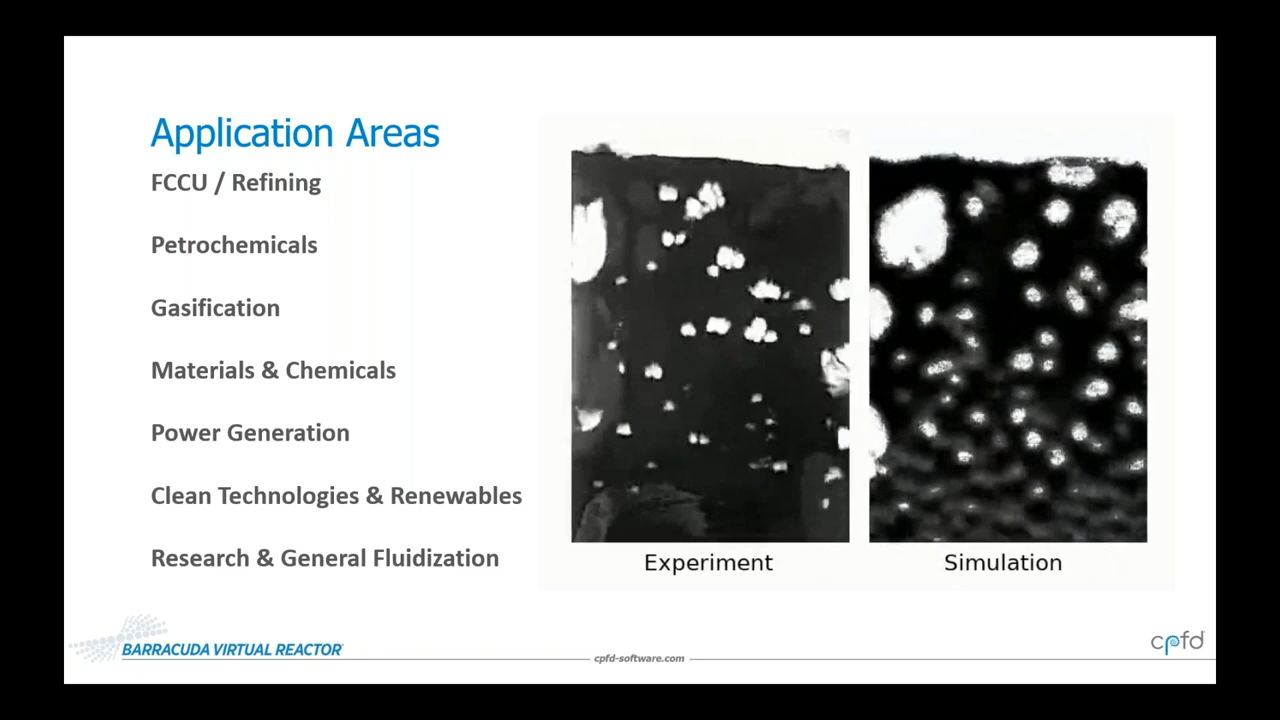 Application Areas
FCCU / Refining
Petrochemicals
Gasification
Materials & Chemicals
Power Generation
Clean Technologies & Renewables
Research & General Fluidization
Experiment
Simulation
BARRACUDA VIRTUAL REACTOR
cpfd-software.com
cpfd